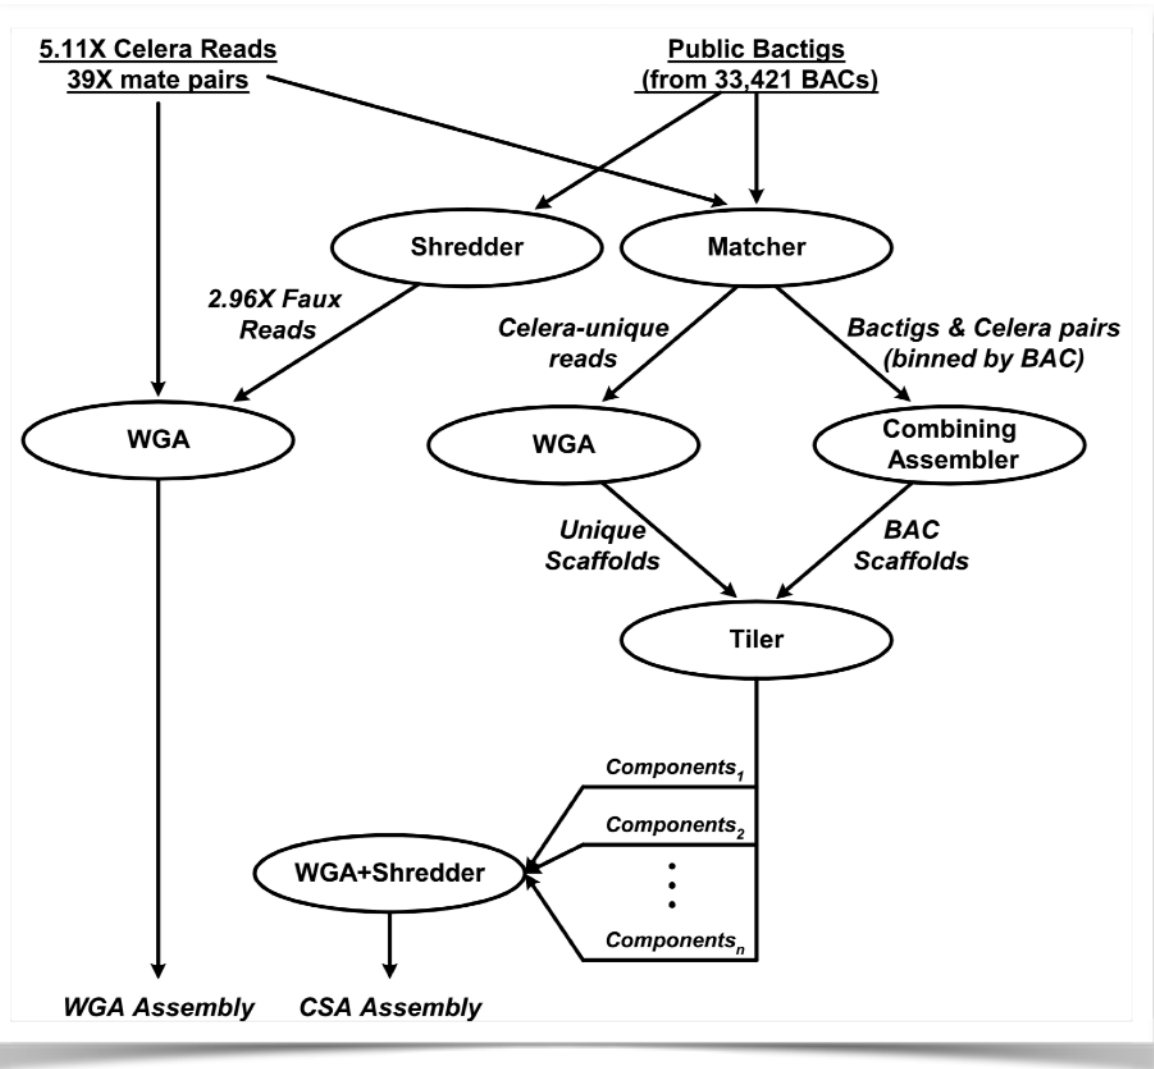 5.11X Celera Reads
39X mate pairs
Public Bactigs
(from 33,421 BACs)
Shredder
Matcher
2.96X Faux
Reads
Celera-unique
reads
Bactigs & Celera pairs
(binned by BAC)
WGA
WGA
Combining
Assembler
Unique
Scaffolds
BAC
Scaffolds
Tiler
Components1
Components2
WGA+Shredder
Componentsn
WGA Assembly
CSA Assembly